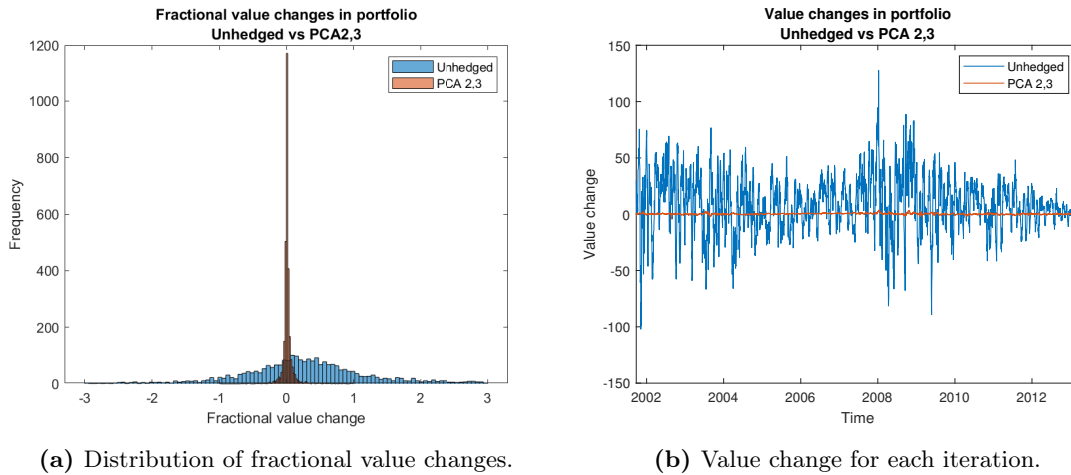 Fractional value changes in portfolio
Unhedged vs PCA2,3
1200
1000
800
600
400
200
0
Frequency
-3
-2
-1
0
1
2
3
Fractional value change
Unhedged
PCA 2,3
(a) Distribution of fractional value changes.
Value changes in portfolio
Unhedged vs PCA 2,3
150
100
50
0
-50
-100
-150
Value change
2002
2004
2006
2008
2010
2012
Time
Unhedged
PCA 2,3
(b) Value change for each iteration.